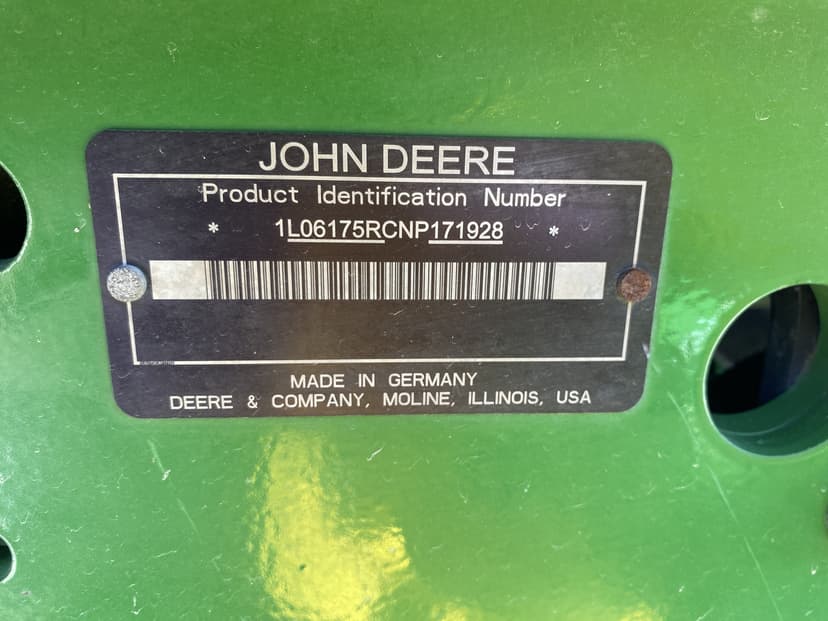 JOHN DEERE
Product Identification Number
* 1L06175RCNP171928 *
MADE IN GERMANY
DEERE & COMPANY, MOLINE, ILLINOIS, USA